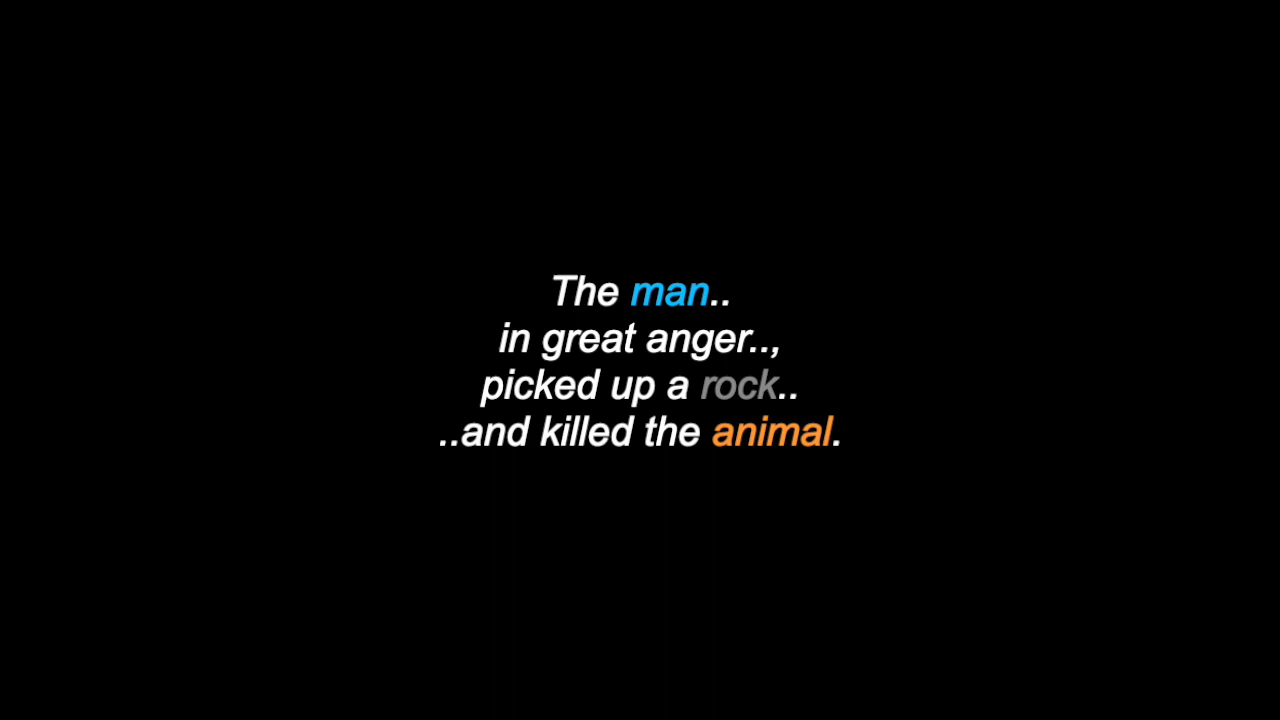 The man..
in great anger..,
picked up a rock..
..and killed the animal.